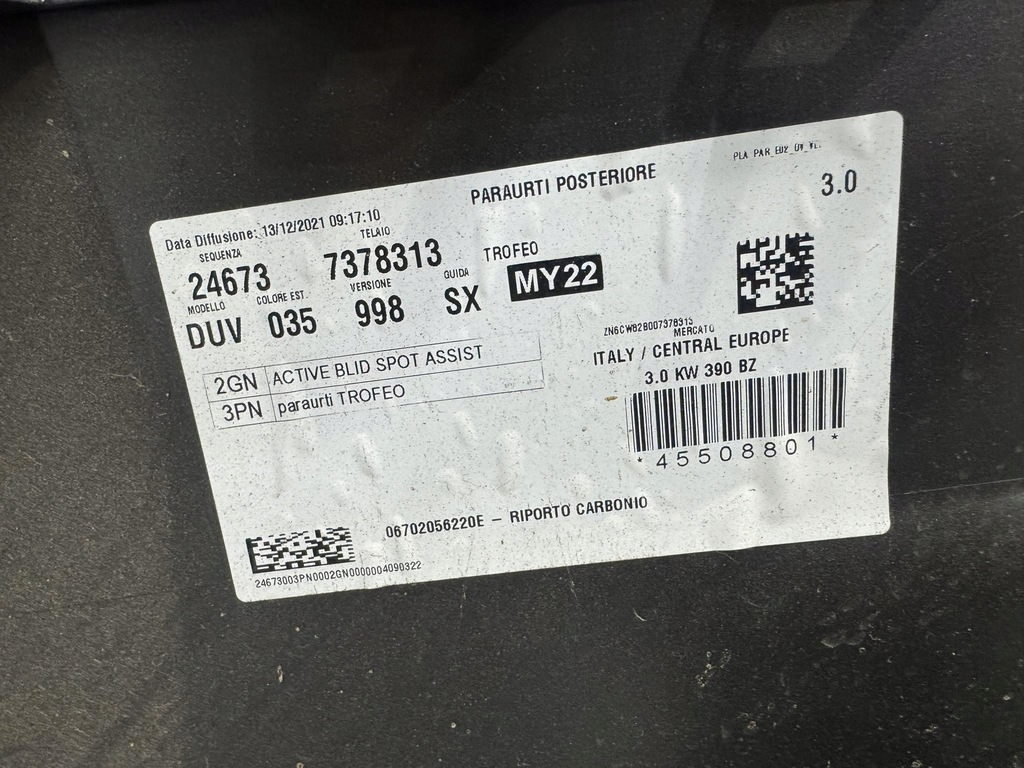 PLA PAR_E02_OV_VE.
PARAURTI POSTERIORE
3.0
Data Diffusione: 13/12/2021 09:17:10
SEQUENZA TELAIO
24673 7378313 TROFEO
MODELLO COLORE EST. VERSIONE GUIDA
DUV 035 998 SX MY22
ZN6CW82B007378313
MERCATO
ITALY / CENTRAL EUROPE
3.0 KW 390 BZ
2GN ACTIVE BLID SPOT ASSIST
3PN paraurti TROFEO
*45508801*
06702056220E – RIPORTO CARBONIO
24673003PN0002GN0000004090322